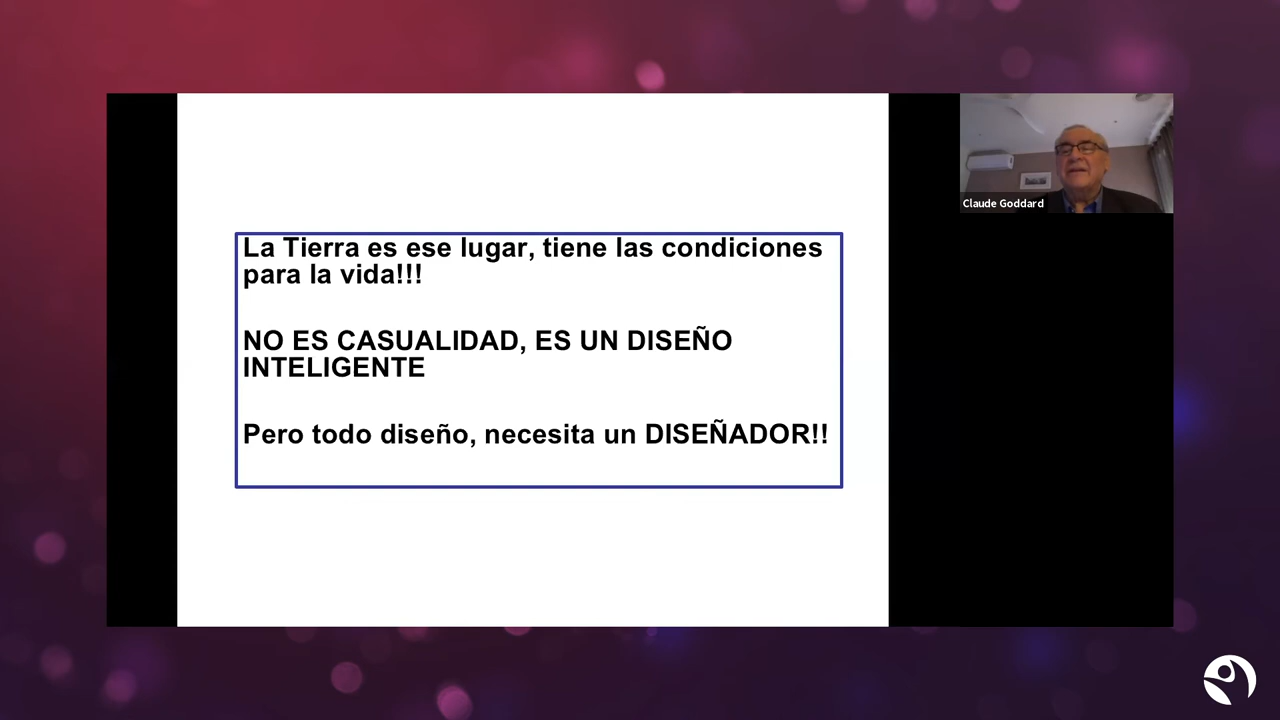 La Tierra es ese lugar, tiene las condiciones
para la vida!!!
NO ES CASUALIDAD, ES UN DISEÑO
INTELIGENTE
Pero todo diseño, necesita un DISEÑADOR!!
Claude Goddard